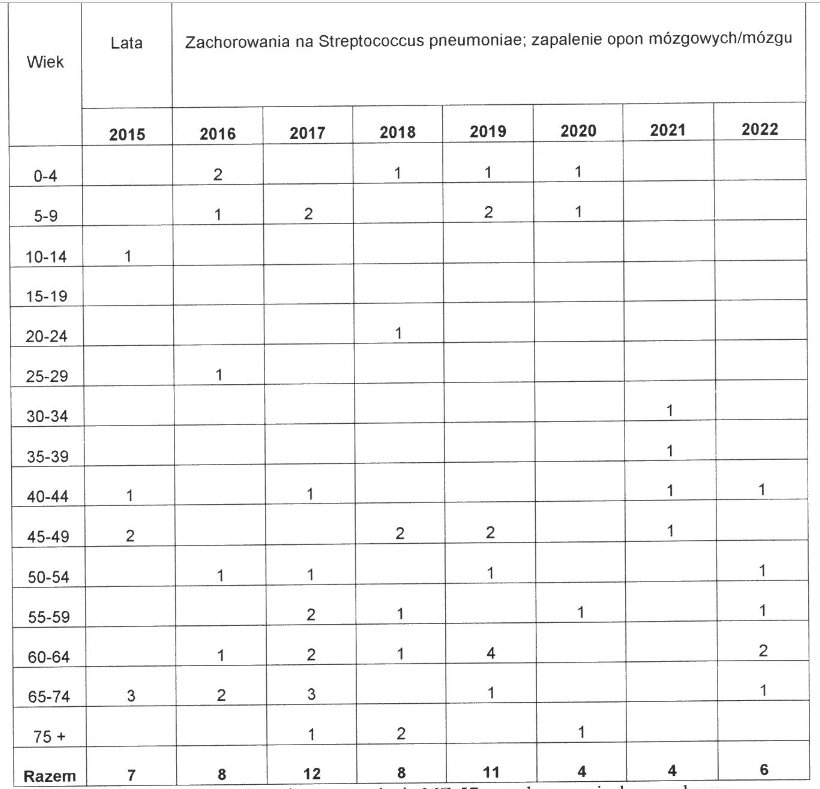 Wiek Lata Zachorowania na Streptococcus pneumoniae; zapalenie opon mózgowych/mózgu
2015 2016 2017 2018 2019 2020 2021 2022
0-4 2 1 1 1
5-9 1 2 2 1
10-14 1
15-19
20-24 1
25-29 1
30-34 1
35-39 1
40-44 1 1 1 1
45-49 2 2 2 1
50-54 1 1 1 1
55-59 2 1 1 1
60-64 1 2 1 4 2
65-74 3 2 3 1 1
75 + 1 2 1
Razem 7 8 12 8 11 4 4 6